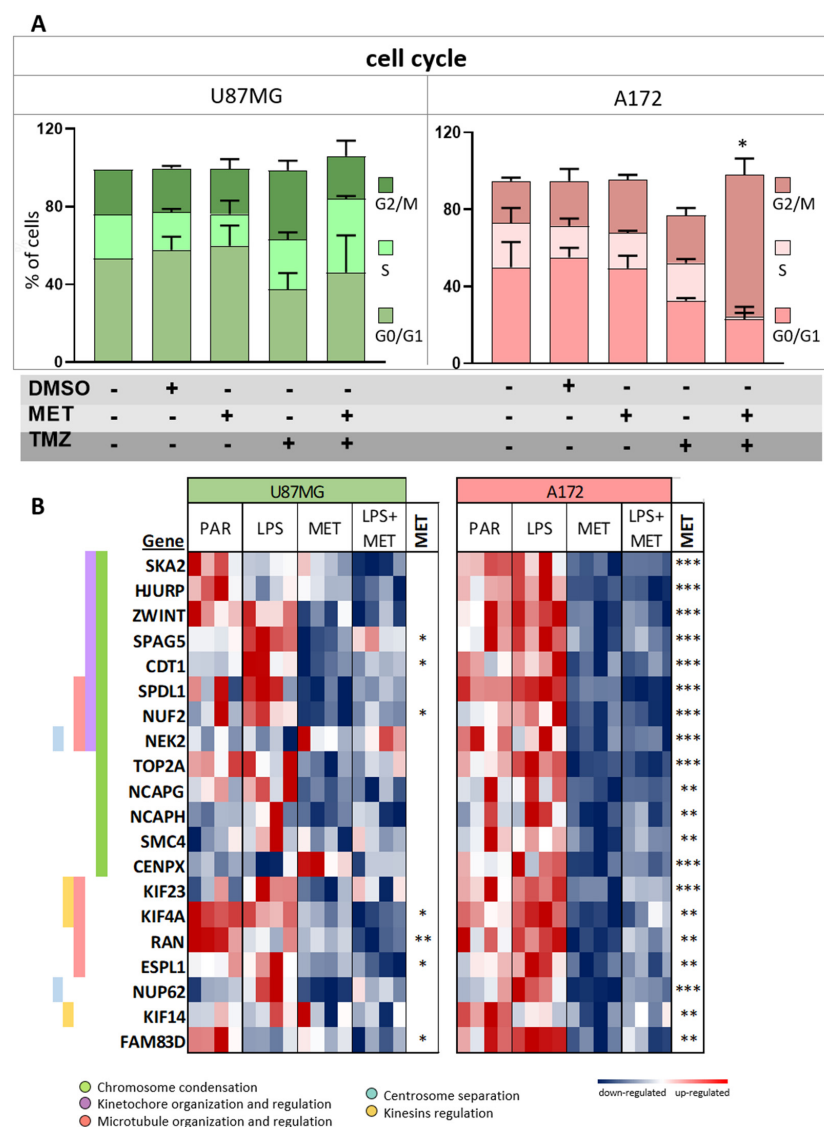 A
cell cycle
U87MG A172
120 120
80 80
40 40
0 0
% of cells
G2/M
S
G0/G1
*
G2/M
S
G0/G1
DMSO - + - - - - + - - -
MET - - + - + - - + - +
TMZ - - - + + - - - + +
B
U87MG A172
Gene PAR LPS MET LPS+ MET MET PAR LPS MET LPS+ MET MET
SKA2 ***
HJURP ***
ZWINT ***
SPAG5 * ***
CDT1 * ***
SPDL1 ***
NUF2 * ***
NEK2 ***
TOP2A ***
NCAPG **
NCAPH **
SMC4 **
CENPX ***
KIF23 ***
KIF4A * **
RAN ** **
ESPL1 * **
NUP62 ***
KIF14 **
FAM83D * **
Chromosome condensation
Kinetochore organization and regulation
Microtubule organization and regulation
Centrosome separation
Kinesins regulation
down-regulated up-regulated